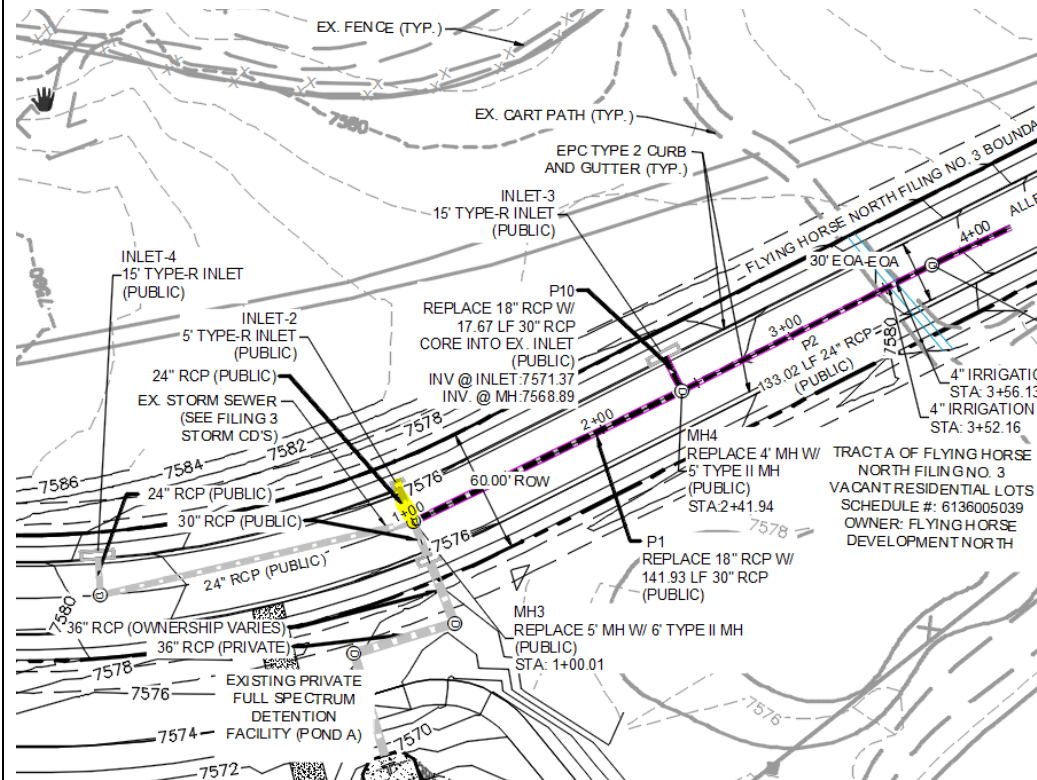 EX. FENCE (TYP.)
7580
EX. CART PATH (TYP.)
EPC TYPE 2 CURB
AND GUTTER (TYP.)
INLET-3
15' TYPE-R INLET
(PUBLIC)
FLYING HORSE NORTH FILING NO. 3 BOUNDA
ALLE
4+00
30' EOA-EOA
7580
INLET-4
15' TYPE-R INLET
(PUBLIC)
INLET-2
5' TYPE-R INLET
(PUBLIC)
P10
REPLACE 18" RCP W/
17.67 LF 30" RCP
CORE INTO EX. INLET
(PUBLIC)
INV @ INLET:7571.37
INV. @ MH:7568.89
3+00
P2
133.02 LF 24" RCP
(PUBLIC)
7580
4" IRRIGATIO
STA: 3+56.13
4" IRRIGATION
STA: 3+52.16
24" RCP (PUBLIC)
EX. STORM SEWER
(SEE FILING 3
STORM CD'S)
7578
7582
7584
7586
2+00
7576
60.00' ROW
1+00
24" RCP (PUBLIC)
30" RCP (PUBLIC)
MH4
REPLACE 4' MH W/
5' TYPE II MH
(PUBLIC)
STA:2+41.94
TRACT A OF FLYING HORSE
NORTH FILING NO. 3
VACANT RESIDENTIAL LOTS
SCHEDULE #: 6136005039
OWNER: FLYING HORSE
DEVELOPMENT NORTH
7578
7576
P1
REPLACE 18" RCP W/
141.93 LF 30" RCP
(PUBLIC)
24" RCP (PUBLIC)
7580
MH3
REPLACE 5' MH W/ 6' TYPE II MH
(PUBLIC)
STA: 1+00.01
36" RCP (OWNERSHIP VARIES)
36" RCP (PRIVATE)
7578
7576
EXISTING PRIVATE
FULL SPECTRUM
DETENTION
FACILITY (POND A)
7576
7574
7570
7572